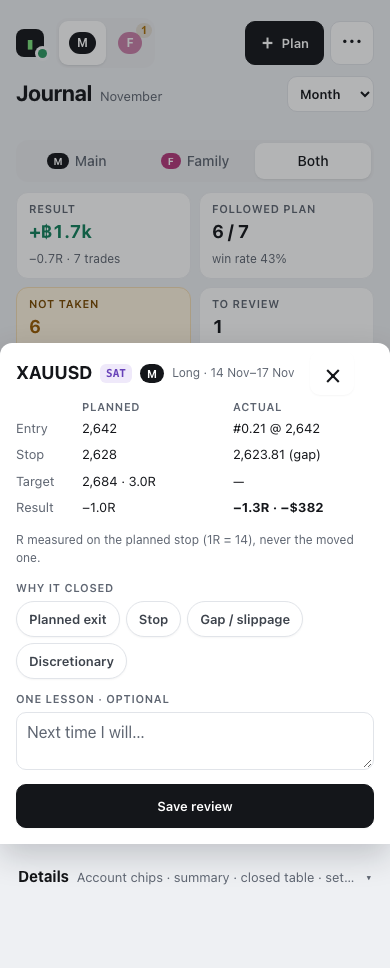 M F 1 + Plan ...
Journal November Month
M Main F Family Both
RESULT FOLLOWED PLAN
+฿1.7k 6 / 7
−0.7R · 7 trades win rate 43%
NOT TAKEN TO REVIEW
6 1
XAUUSD SAT M Long · 14 Nov–17 Nov ✕
PLANNED ACTUAL
Entry 2,642 #0.21 @ 2,642
Stop 2,628 2,623.81 (gap)
Target 2,684 · 3.0R —
Result −1.0R −1.3R · −$382
R measured on the planned stop (1R = 14), never the moved
one.
WHY IT CLOSED
Planned exit Stop Gap / slippage
Discretionary
ONE LESSON · OPTIONAL
Next time I will…
Save review
Details Account chips · summary · closed table · set… ▾